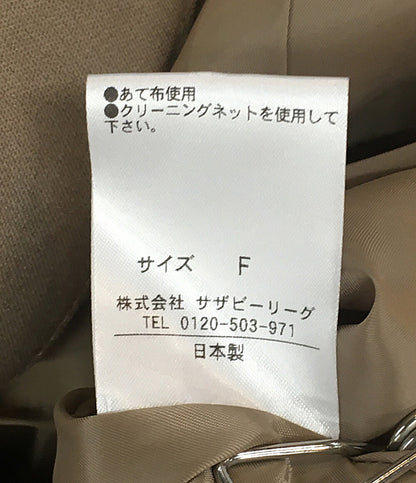 ●あて布使用
●クリーニングネットを使用して
下さい。
サイズ F
株式会社 サザビーリーグ
TEL 0120-503-971
日本製